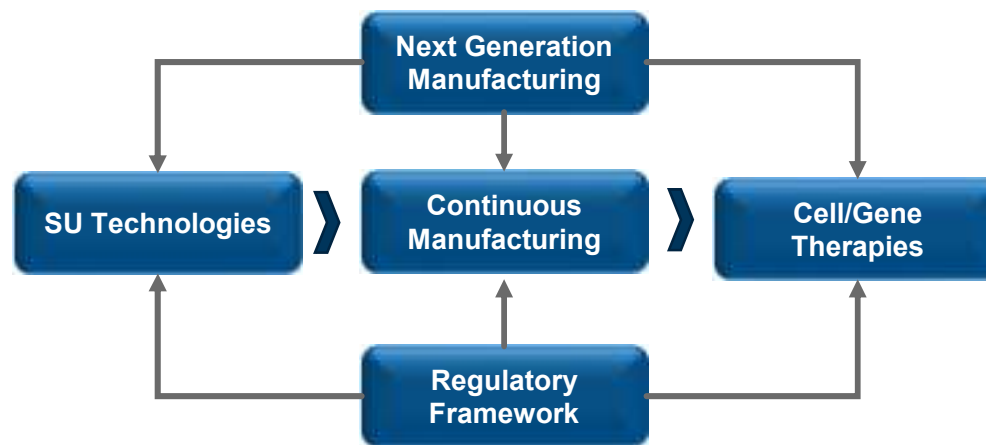 Next Generation
Manufacturing
SU Technologies
Continuous
Manufacturing
Cell/Gene
Therapies
Regulatory
Framework